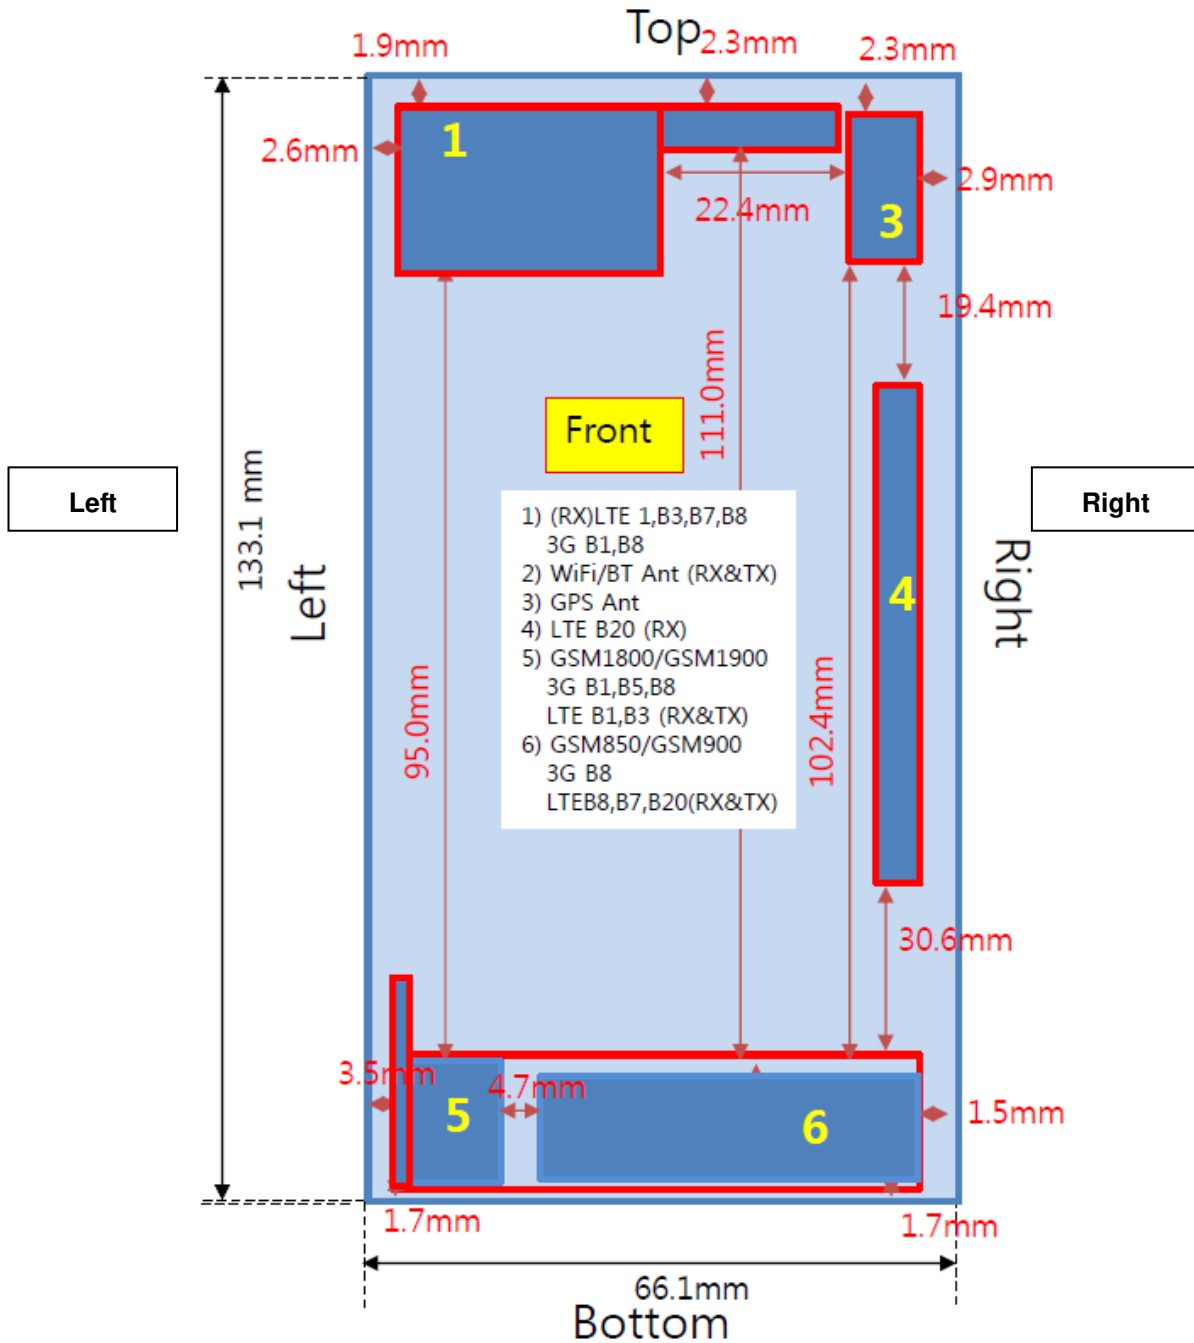 Top
1.9mm
2.3mm
2.3mm
1
2.6mm
2.9mm
22.4mm
3
19.4mm
111.0mm
Front
Left
Right
133.1 mm
Left
Right
1) (RX)LTE 1,B3,B7,B8
3G B1,B8
2) WiFi/BT Ant (RX&TX)
3) GPS Ant
4) LTE B20 (RX)
5) GSM1800/GSM1900
3G B1,B5,B8
LTE B1,B3 (RX&TX)
6) GSM850/GSM900
3G B8
LTEB8,B7,B20(RX&TX)
4
95.0mm
102.4mm
30.6mm
3.5mm
4.7mm
5
6
1.5mm
1.7mm
1.7mm
66.1mm
Bottom